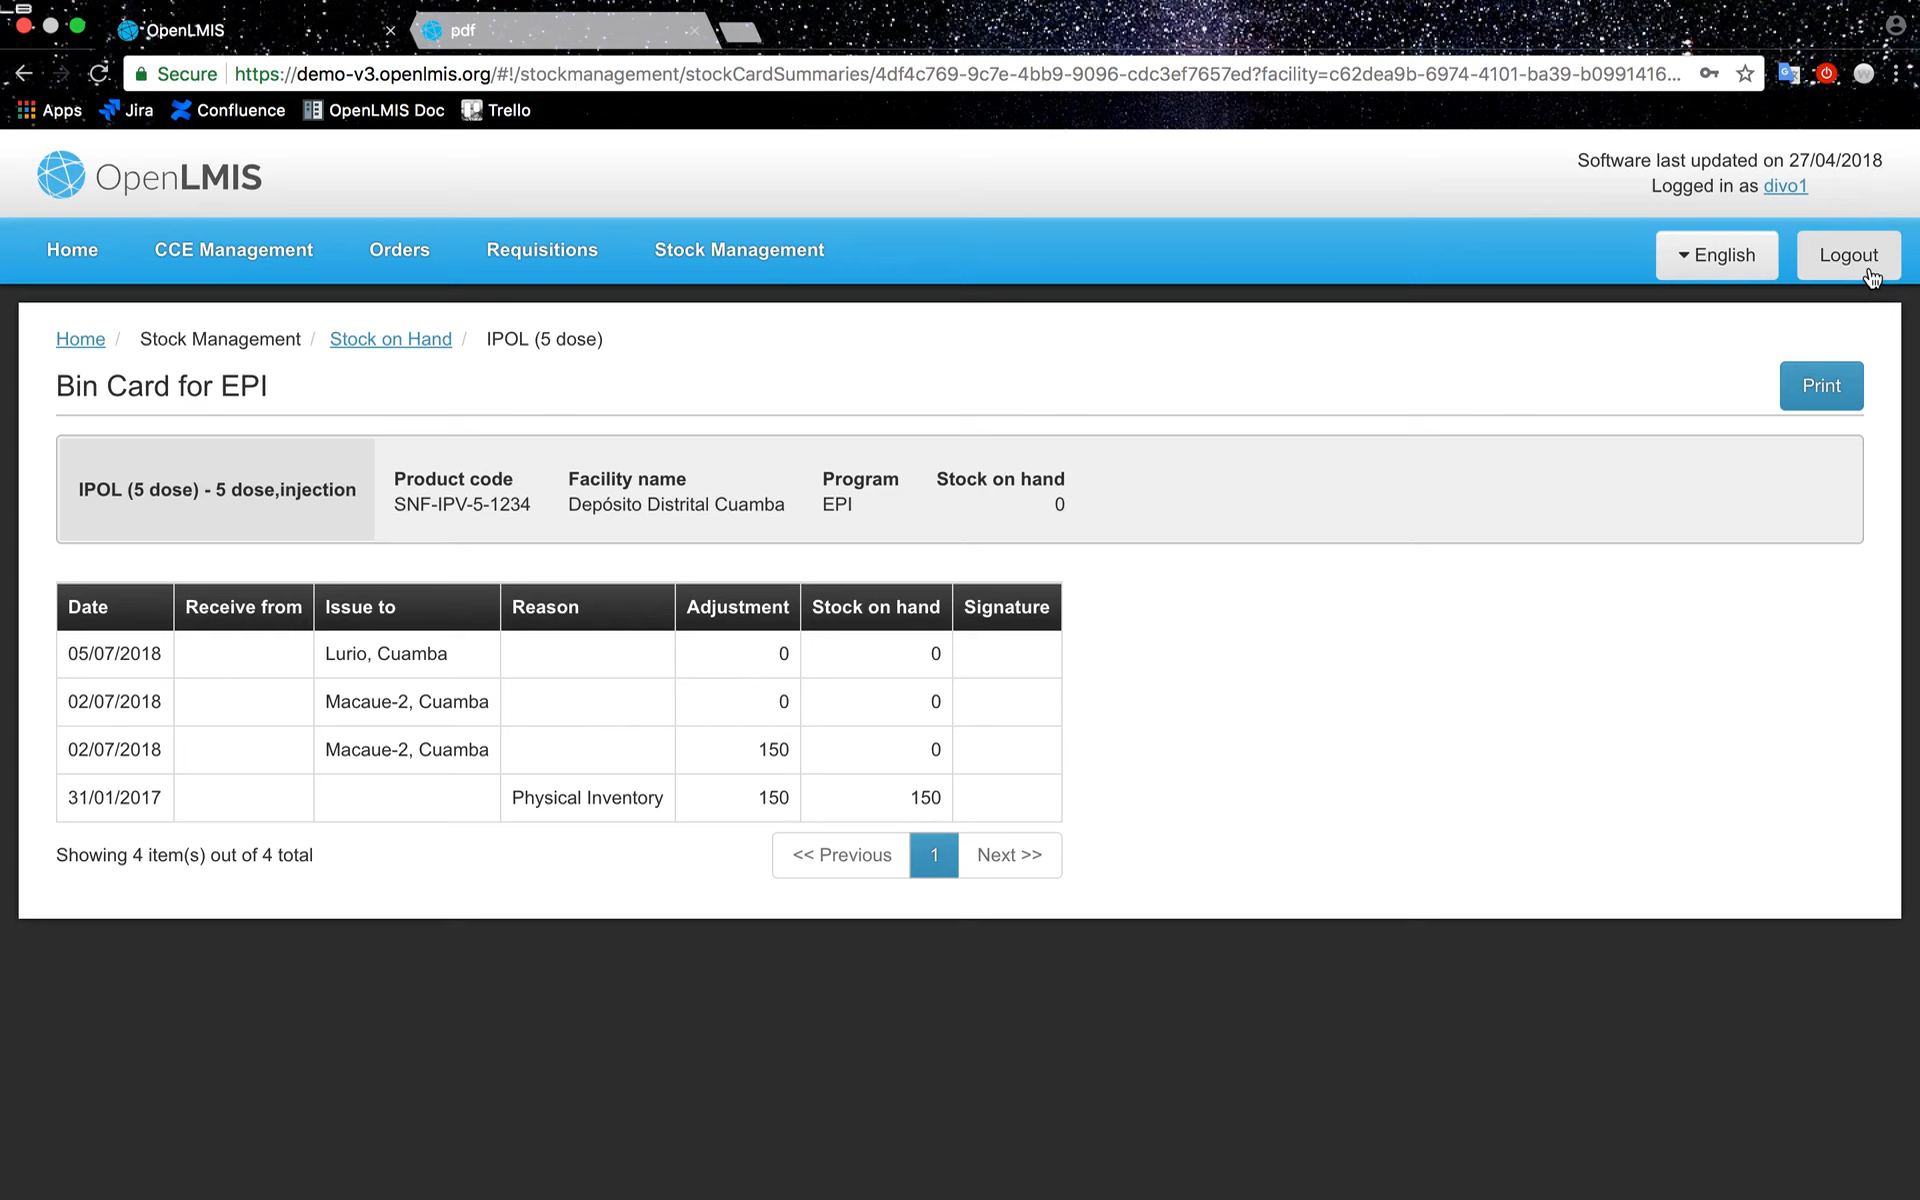 OpenLMIS
pdf
Secure https://demo-v3.openlmis.org/#!/stockmanagement/stockCardSummaries/4df4c769-9c7e-4bb9-9096-cdc3ef7657ed?facility=c62dea9b-6974-4101-ba39-b0991416...
Apps Jira Confluence OpenLMIS Doc Trello
OpenLMIS
Software last updated on 27/04/2018
Logged in as divo1
Home CCE Management Orders Requisitions Stock Management English Logout
Home / Stock Management / Stock on Hand / IPOL (5 dose)
Bin Card for EPI
Print
IPOL (5 dose) - 5 dose,injection
Product code Facility name Program Stock on hand
SNF-IPV-5-1234 Depósito Distrital Cuamba EPI 0
Date Receive from Issue to Reason Adjustment Stock on hand Signature
05/07/2018 Lurio, Cuamba 0 0
02/07/2018 Macaue-2, Cuamba 0 0
02/07/2018 Macaue-2, Cuamba 150 0
31/01/2017 Physical Inventory 150 150
Showing 4 item(s) out of 4 total
<< Previous 1 Next >>